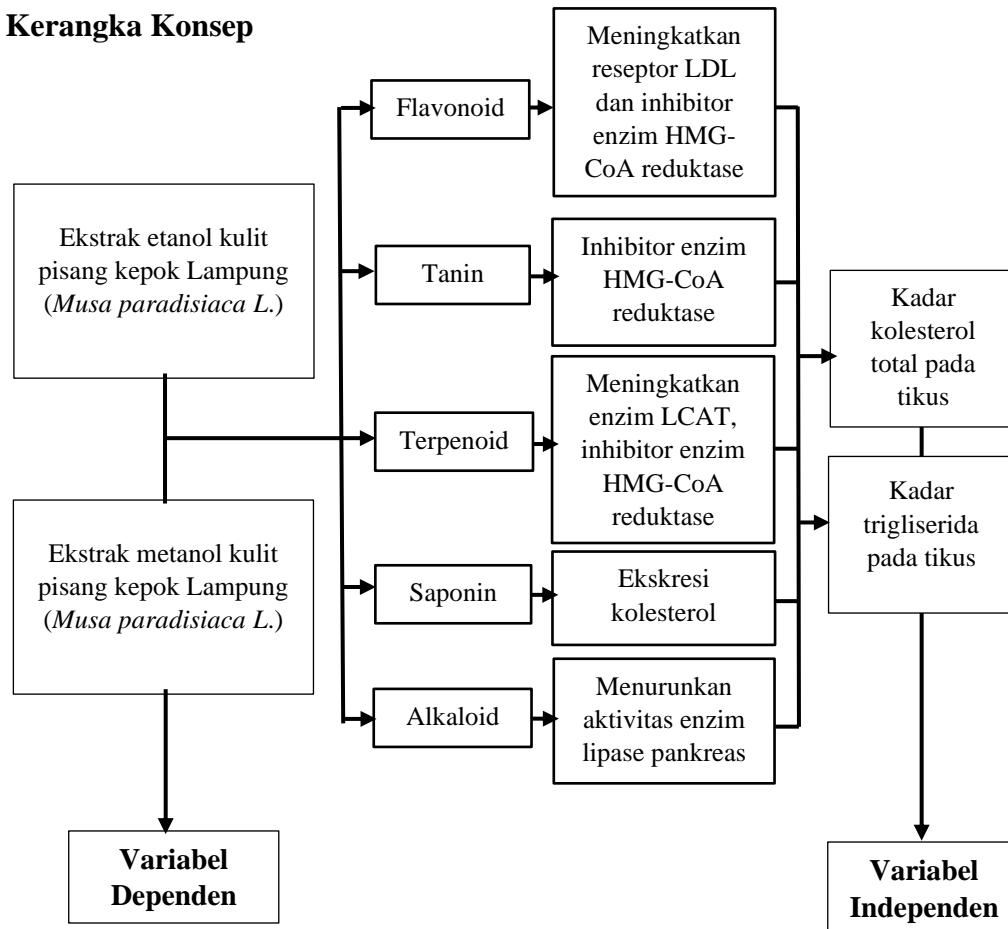 Kerangka Konsep
Ekstrak etanol kulit
pisang kepok Lampung
(Musa paradisiaca L.)
Ekstrak metanol kulit
pisang kepok Lampung
(Musa paradisiaca L.)
Variabel
Dependen
Flavonoid
Meningkatkan
reseptor LDL
dan inhibitor
enzim HMG-
CoA reduktase
Tanin
Inhibitor enzim
HMG-CoA
reduktase
Terpenoid
Meningkatkan
enzim LCAT,
inhibitor enzim
HMG-CoA
reduktase
Saponin
Ekskresi
kolesterol
Alkaloid
Menurunkan
aktivitas enzim
lipase pankreas
Kadar
kolesterol
total pada
tikus
Kadar
trigliserida
pada tikus
Variabel
Independen